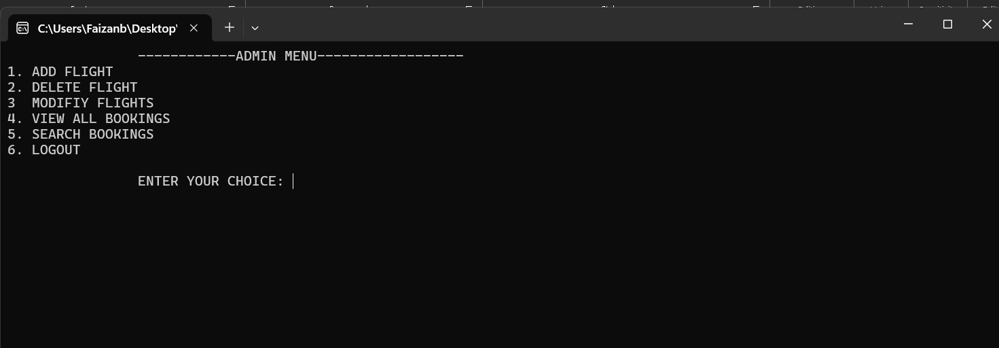 C:\Users\Faizanb\Desktop\
------------ADMIN MENU------------------
1. ADD FLIGHT
2. DELETE FLIGHT
3  MODIFIY FLIGHTS
4. VIEW ALL BOOKINGS
5. SEARCH BOOKINGS
6. LOGOUT
ENTER YOUR CHOICE: